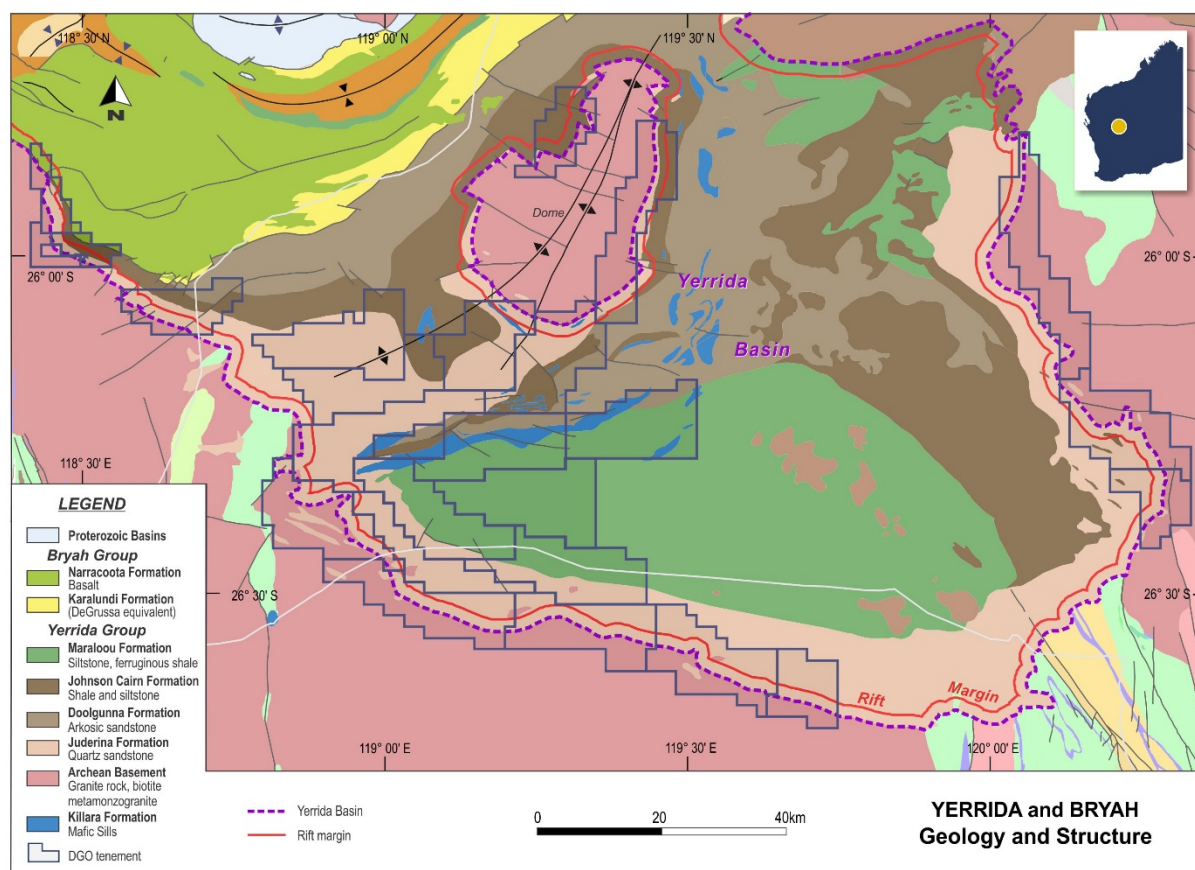 118° 30' N
119° 00' N
119° 30' N
N
Dome
26° 00' S
26° 00' S
Yerrida
Basin
118° 30' E
LEGEND
Proterozoic Basins
Bryah Group
Narracoota Formation
Basalt
Karalundi Formation
(DeGrussa equivalent)
Yerrida Group
Maraloou Formation
Siltstone, ferruginous shale
Johnson Cairn Formation
Shale and siltstone
Doolgunna Formation
Arkosic sandstone
Juderina Formation
Quartz sandstone
Archean Basement
Granite rock, biotite
metamonzogranite
Killara Formation
Mafic Sills
DGO tenement
26° 30' S
26° 30' S
Rift Margin
119° 00' E
119° 30' E
120° 00' E
Yerrida Basin
Rift margin
0 20 40km
YERRIDA and BRYAH
Geology and Structure